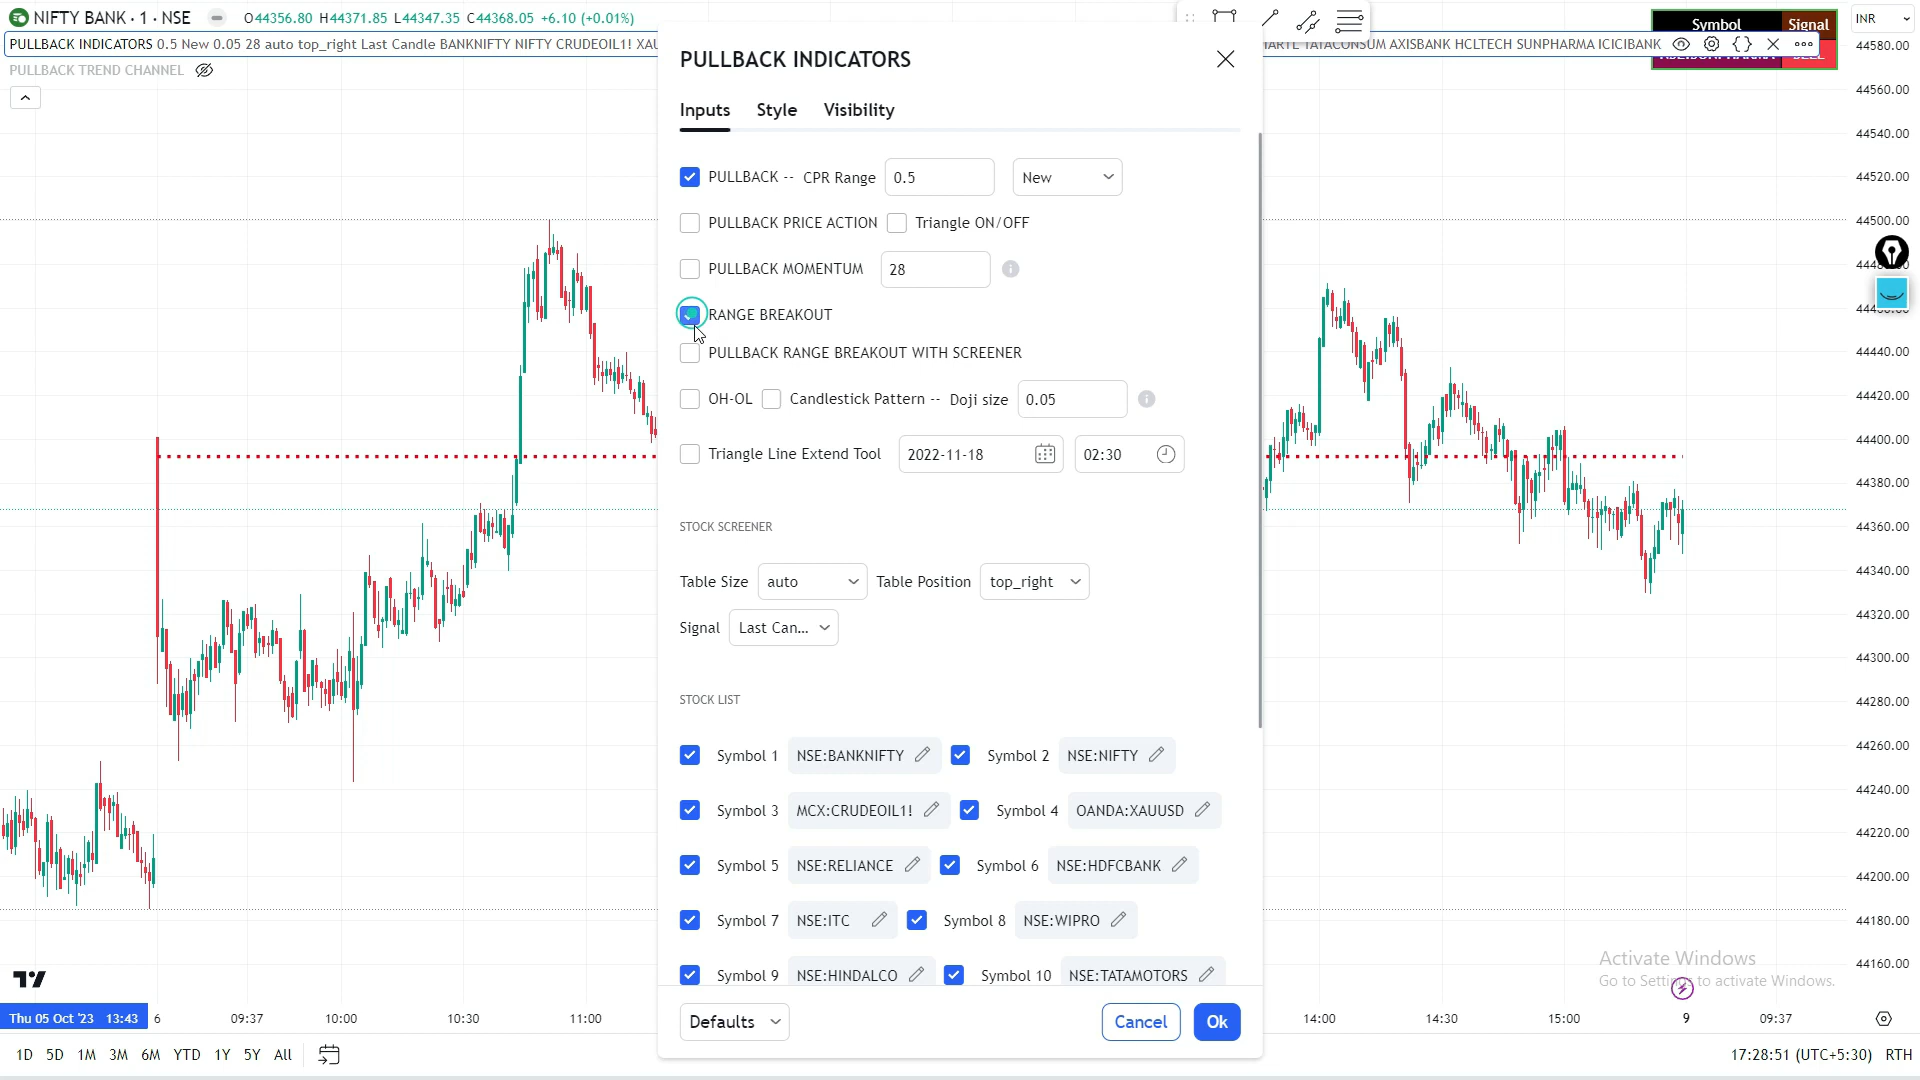 NIFTY BANK · 1 · NSE O44356.80 H44371.85 L44347.35 C44368.05 +6.10 (+0.01%)
PULLBACK INDICATORS 0.5 New 0.05 28 auto top_right Last Candle BANKNIFTY NIFTY CRUDEOIL1! XAU
TATACONSUM AXISBANK HCLTECH SUNPHARMA ICICIBANK
PULLBACK TREND CHANNEL
Symbol Signal
INR
PULLBACK INDICATORS
Inputs Style Visibility
PULLBACK -- CPR Range 0.5 New
PULLBACK PRICE ACTION Triangle ON/OFF
PULLBACK MOMENTUM 28
RANGE BREAKOUT
PULLBACK RANGE BREAKOUT WITH SCREENER
OH-OL Candlestick Pattern -- Doji size 0.05
Triangle Line Extend Tool 2022-11-18 02:30
STOCK SCREENER
Table Size auto Table Position top_right
Signal Last Can...
STOCK LIST
Symbol 1 NSE:BANKNIFTY Symbol 2 NSE:NIFTY
Symbol 3 MCX:CRUDEOIL1! Symbol 4 OANDA:XAUUSD
Symbol 5 NSE:RELIANCE Symbol 6 NSE:HDFCBANK
Symbol 7 NSE:ITC Symbol 8 NSE:WIPRO
Symbol 9 NSE:HINDALCO Symbol 10 NSE:TATAMOTORS
Defaults Cancel Ok
44580.00
44560.00
44540.00
44520.00
44500.00
44440.00
44420.00
44400.00
44380.00
44360.00
44340.00
44320.00
44300.00
44280.00
44260.00
44240.00
44220.00
44200.00
44180.00
44160.00
Activate Windows
Go to Settings to activate Windows.
Thu 05 Oct '23 13:43 6 09:37 10:00 10:30 11:00 14:00 14:30 15:00 9 09:37
1D 5D 1M 3M 6M YTD 1Y 5Y All 17:28:51 (UTC+5:30) RTH